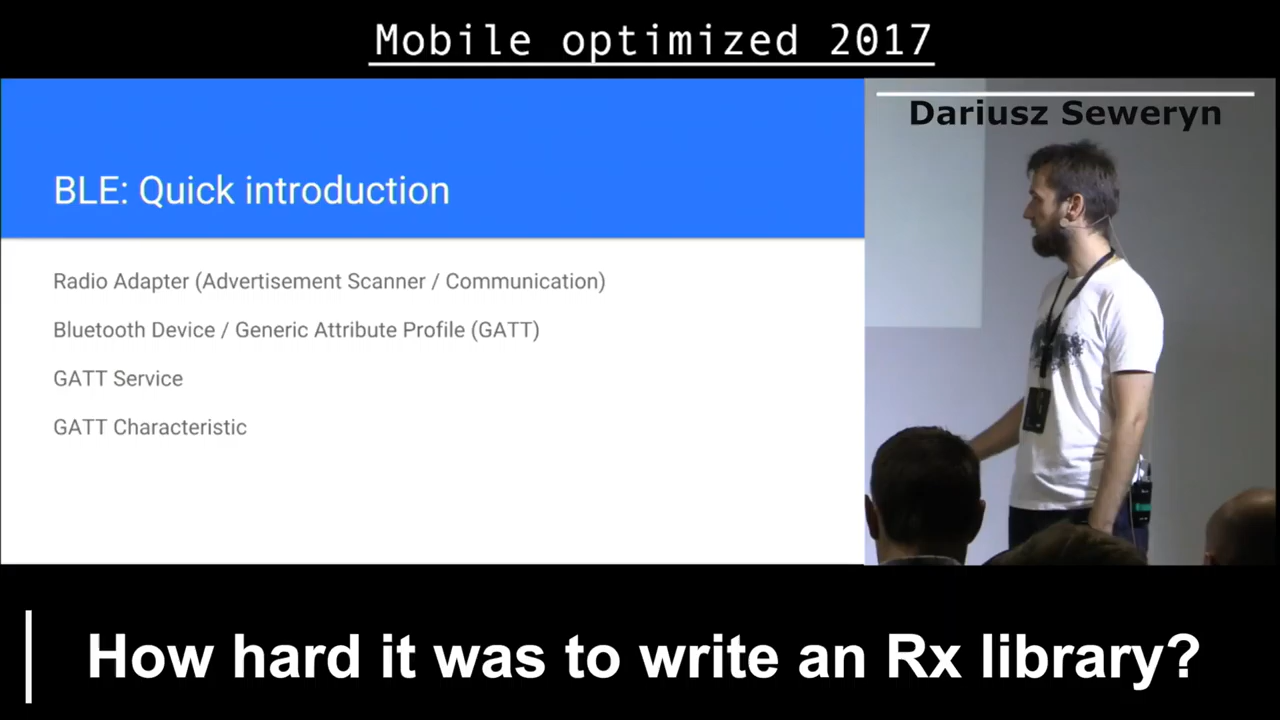 Mobile optimized 2017
Dariusz Seweryn
BLE: Quick introduction
Radio Adapter (Advertisement Scanner / Communication)
Bluetooth Device / Generic Attribute Profile (GATT)
GATT Service
GATT Characteristic
How hard it was to write an Rx library?